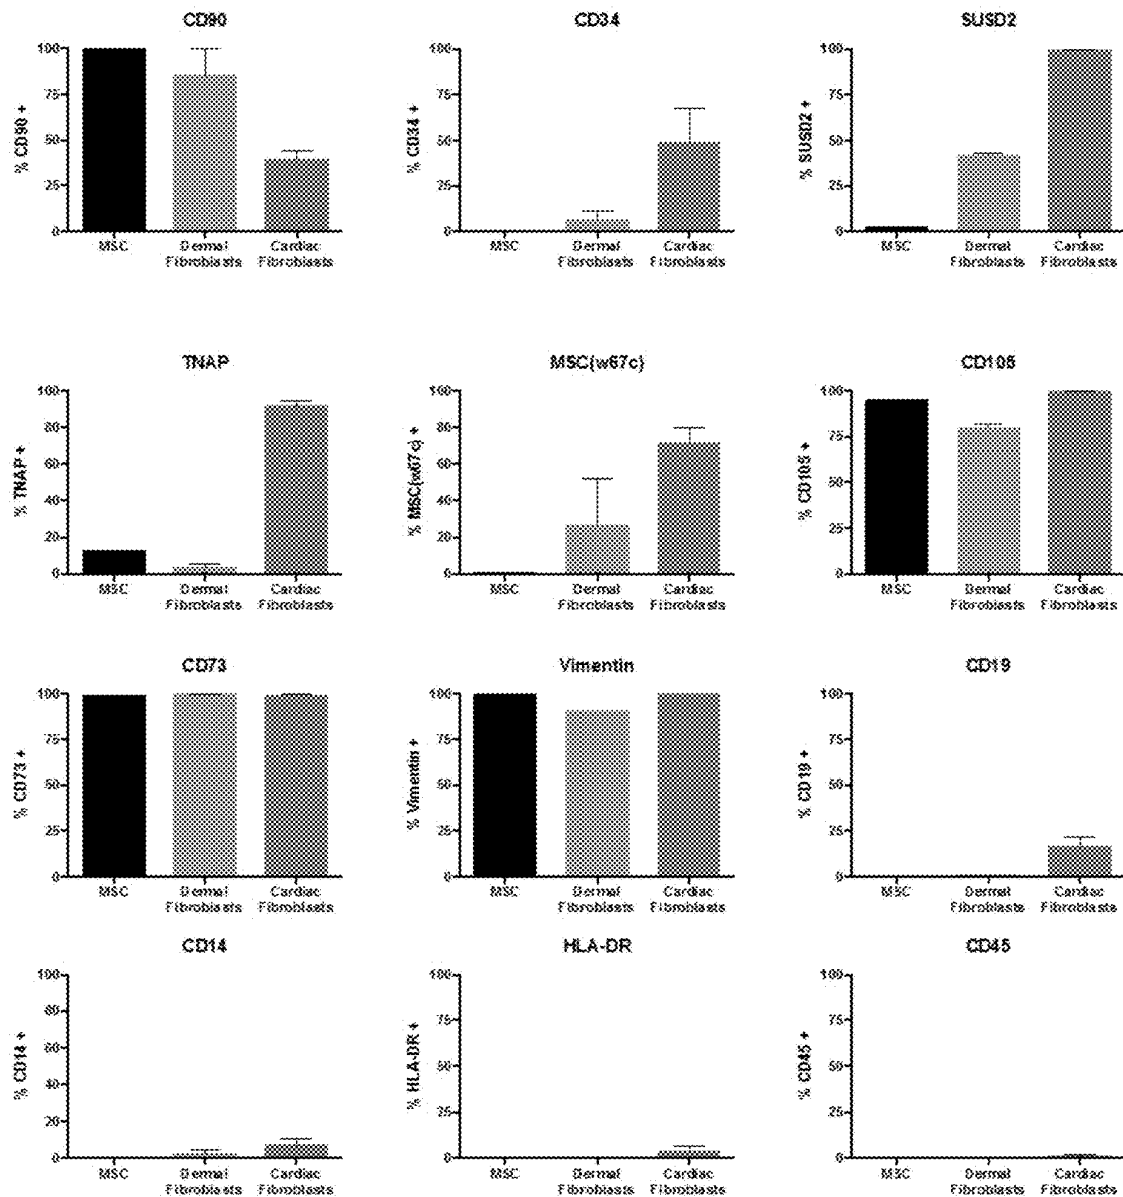 CD90
100
75
50
25
0
% CD90 +
MSC
Dermal Fibroblasts
Cardiac Fibroblasts
CD34
100
75
50
25
0
% CD34 +
MSC
Dermal Fibroblasts
Cardiac Fibroblasts
SUSD2
100
75
50
25
0
% SUSD2 +
MSC
Dermal Fibroblasts
Cardiac Fibroblasts
TNAP
100
80
60
40
20
0
% TNAP +
MSC
Dermal Fibroblasts
Cardiac Fibroblasts
MSC(w67c)
100
80
60
40
20
0
% MSC(w67c) +
MSC
Dermal Fibroblasts
Cardiac Fibroblasts
CD105
100
75
50
25
0
% CD105 +
MSC
Dermal Fibroblasts
Cardiac Fibroblasts
CD73
100
75
50
25
0
% CD73 +
MSC
Dermal Fibroblasts
Cardiac Fibroblasts
Vimentin
100
75
50
25
0
% Vimentin +
MSC
Dermal Fibroblasts
Cardiac Fibroblasts
CD19
100
75
50
25
0
% CD19 +
MSC
Dermal Fibroblasts
Cardiac Fibroblasts
CD14
100
80
60
40
20
0
% CD14 +
MSC
Dermal Fibroblasts
Cardiac Fibroblasts
HLA-DR
100
75
50
25
0
% HLA-DR +
MSC
Dermal Fibroblasts
Cardiac Fibroblasts
CD45
100
75
50
25
0
% CD45 +
MSC
Dermal Fibroblasts
Cardiac Fibroblasts